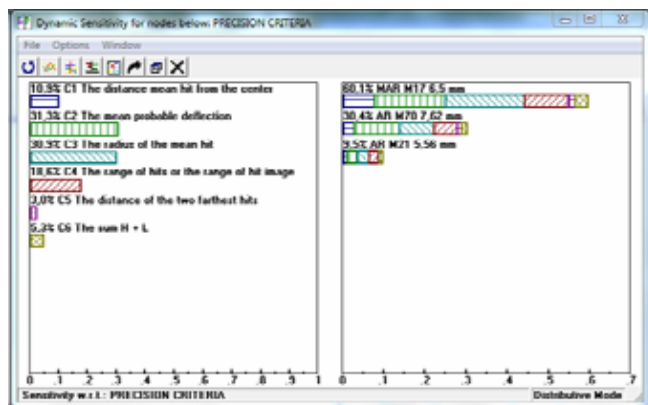 Dynamic Sensitivity for nodes below: PRECISION CRITERIA
File Options Window
10,9% C1 The distance mean hit from the center
31,3% C2 The mean probable deflection
30,9% C3 The radius of the mean hit
18,6% C4 The range of hits or the range of hit image
3,0% C5 The distance of the two farthest hits
5,3% C6 The sum H + L
0 .1 .2 .3 .4 .5 .6 .7 .8 .9 1
60,1% MAR M17 6,5 mm
30,4% AR M70 7,62 mm
9,5% AR M21 5,56 mm
0 .1 .2 .3 .4 .5 .6 .7
Sensitivity w.r.t.: PRECISION CRITERIA
Distributive Mode